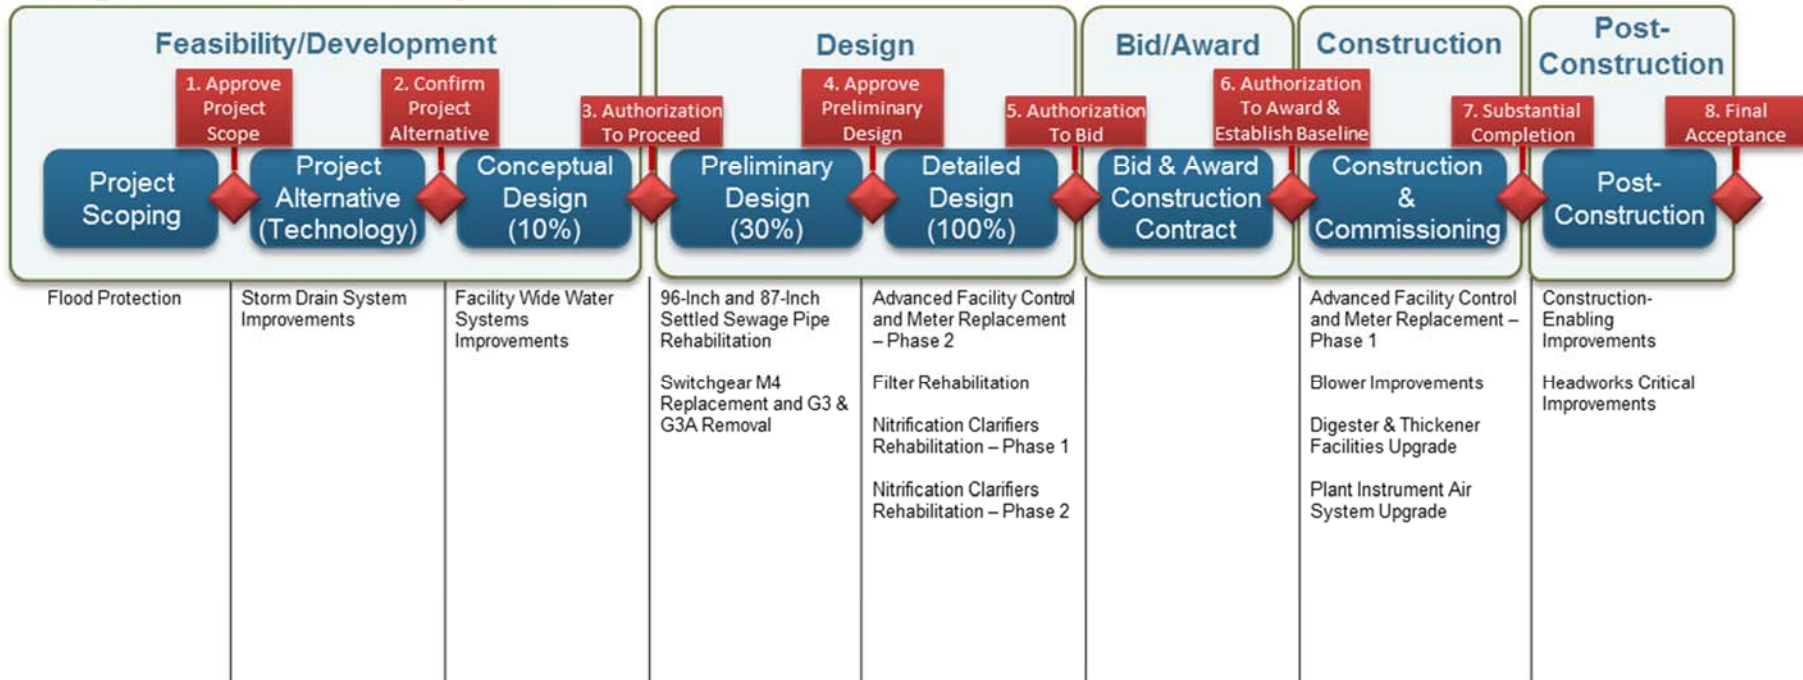 Feasibility/Development
Design
Bid/Award
Construction
Post-
Construction
1. Approve
Project
Scope
2. Confirm
Project
Alternative
3. Authorization
To Proceed
4. Approve
Preliminary
Design
5. Authorization
To Bid
6. Authorization
To Award &
Establish Baseline
7. Substantial
Completion
8. Final
Acceptance
Project
Scoping
Project
Alternative
(Technology)
Conceptual
Design
(10%)
Preliminary
Design
(30%)
Detailed
Design
(100%)
Bid & Award
Construction
Contract
Construction
&
Commissioning
Post-
Construction
Flood Protection
Storm Drain System
Improvements
Facility Wide Water
Systems
Improvements
96-Inch and 87-Inch
Settled Sewage Pipe
Rehabilitation
Switchgear M4
Replacement and G3 &
G3A Removal
Advanced Facility Control
and Meter Replacement
– Phase 2
Filter Rehabilitation
Nitrification Clarifiers
Rehabilitation – Phase 1
Nitrification Clarifiers
Rehabilitation – Phase 2
Advanced Facility Control
and Meter Replacement –
Phase 1
Blower Improvements
Digester & Thickener
Facilities Upgrade
Plant Instrument Air
System Upgrade
Construction-
Enabling
Improvements
Headworks Critical
Improvements